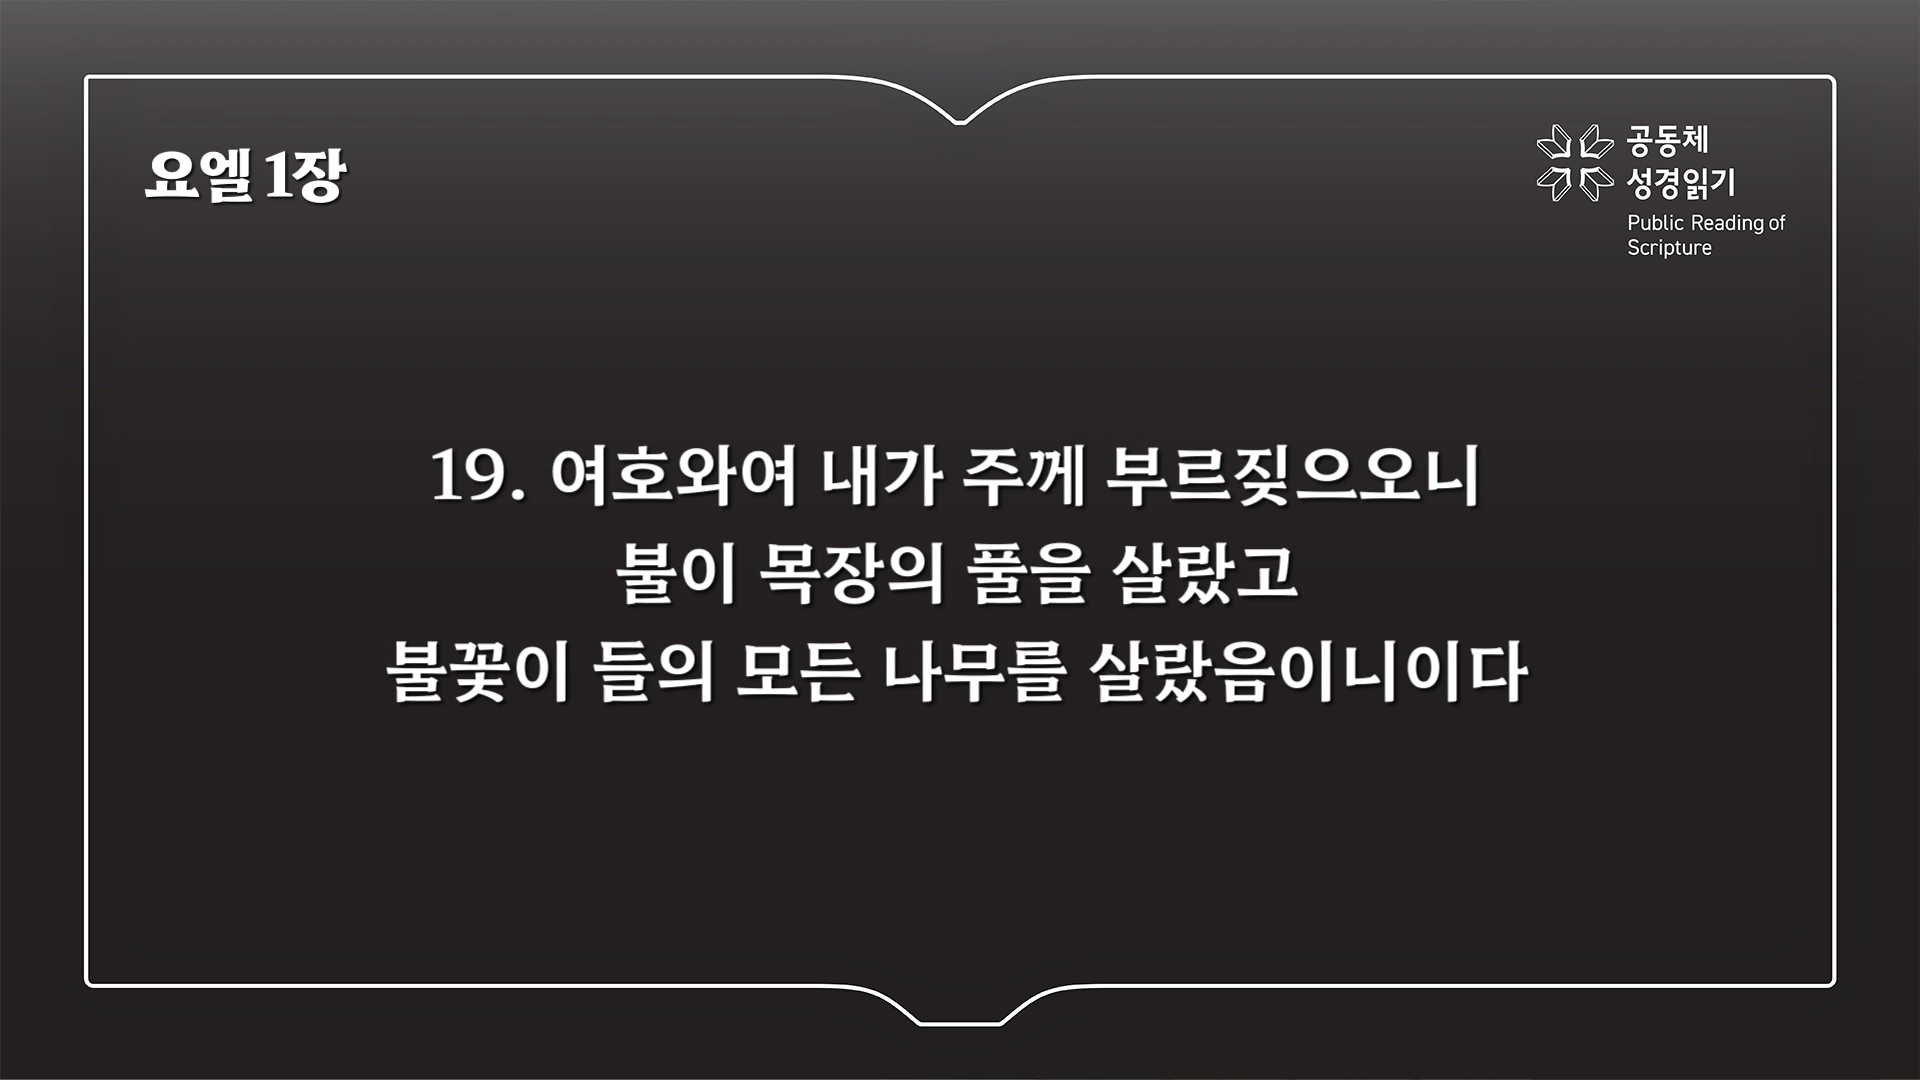 요엘 1장
공동체
성경읽기
Public Reading of
Scripture
19. 여호와여 내가 주께 부르짖으오니
불이 목장의 풀을 살랐고
불꽃이 들의 모든 나무를 살랐음이니이다